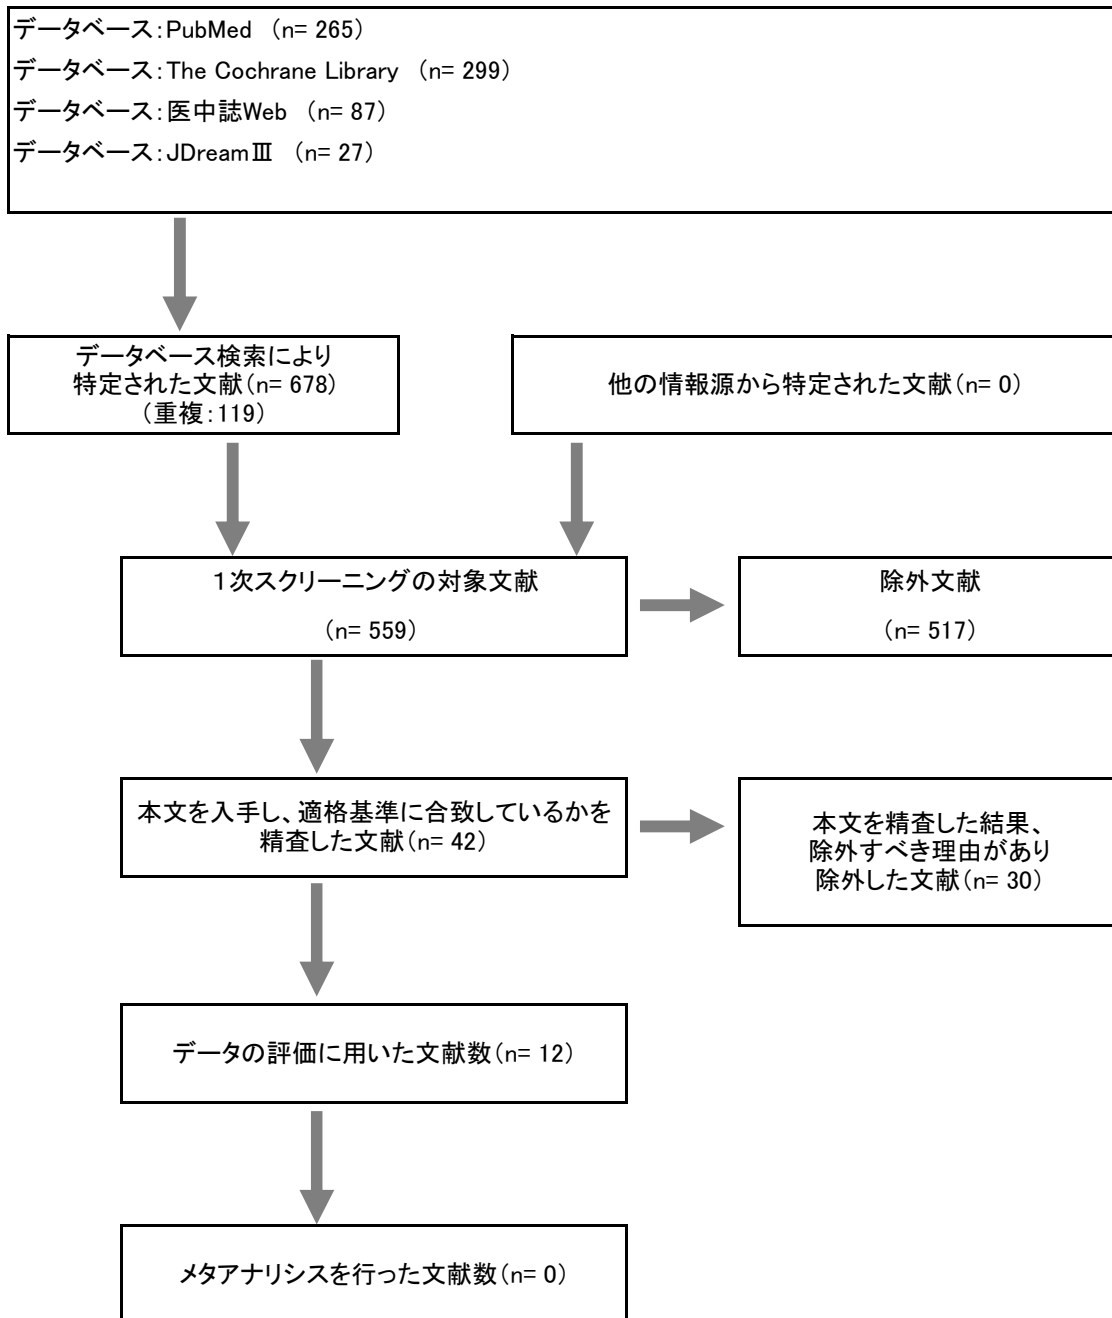 データベース：PubMed （n= 265）
データベース：The Cochrane Library （n= 299）
データベース：医中誌Web （n= 87）
データベース：JDreamⅢ （n= 27）
データベース検索により
特定された文献（n= 678）
（重複：119）
他の情報源から特定された文献（n= 0）
１次スクリーニングの対象文献
（n= 559）
除外文献
（n= 517）
本文を入手し、適格基準に合致しているかを
精査した文献（n= 42）
本文を精査した結果、
除外すべき理由があり
除外した文献（n= 30）
データの評価に用いた文献数（n= 12）
メタアナリシスを行った文献数（n= 0）